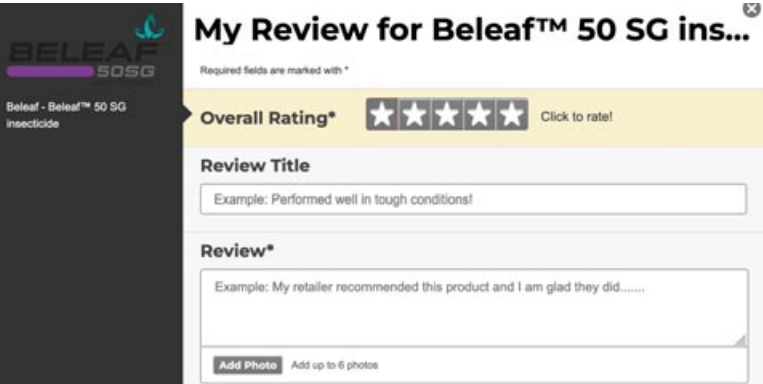 BELEAF
50SG
Beleaf - Beleaf™ 50 SG
insecticide
My Review for Beleaf™ 50 SG ins...
Required fields are marked with *
Overall Rating*
Click to rate!
Review Title
Example: Performed well in tough conditions!
Review*
Example: My retailer recommended this product and I am glad they did.......
Add Photo Add up to 6 photos